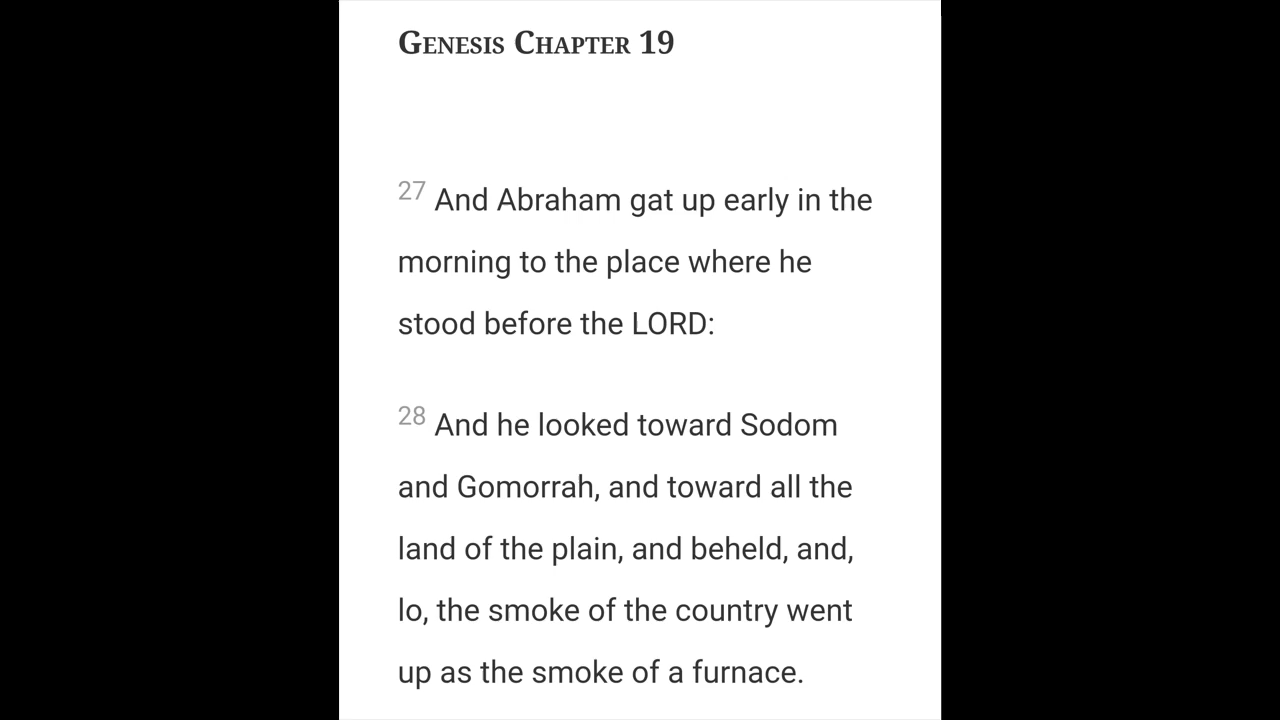 Genesis Chapter 19
27 And Abraham gat up early in the
morning to the place where he
stood before the LORD:
28 And he looked toward Sodom
and Gomorrah, and toward all the
land of the plain, and beheld, and,
lo, the smoke of the country went
up as the smoke of a furnace.